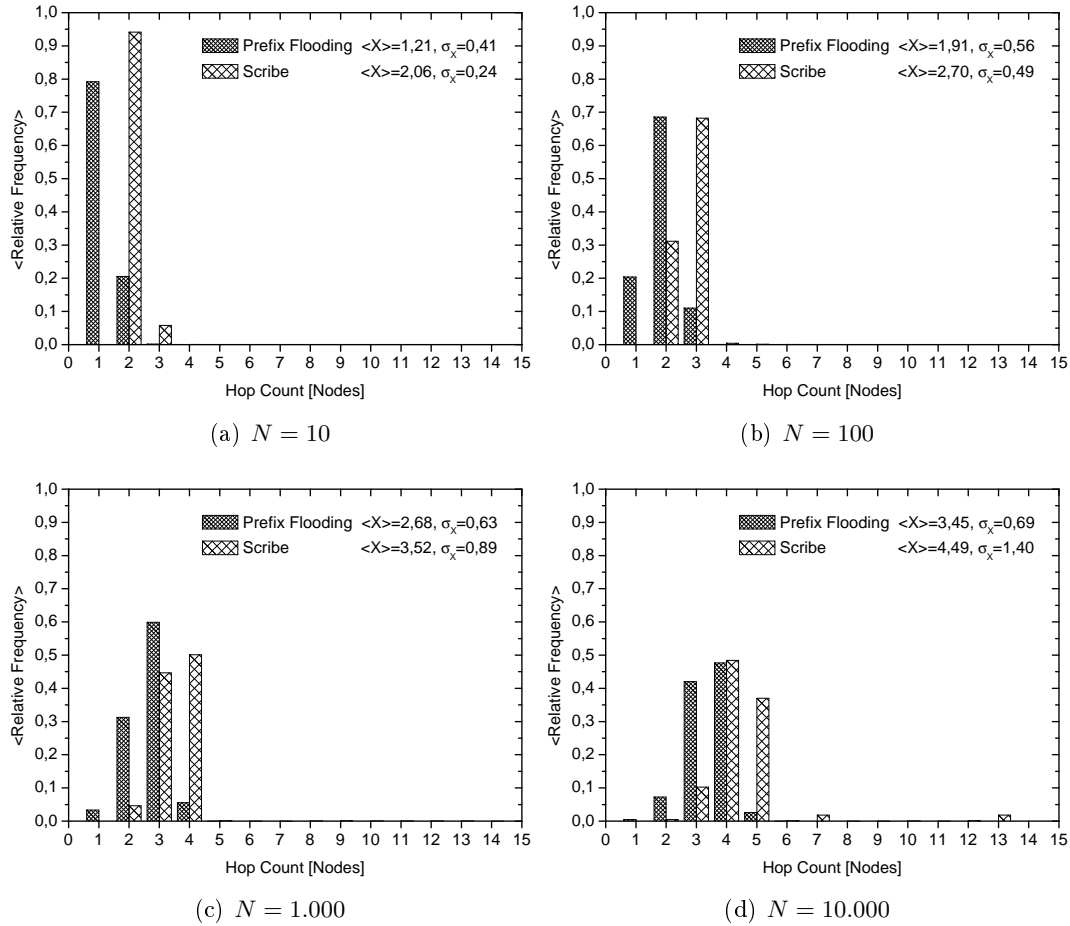 1,0
0,9
0,8
0,7
0,6
0,5
0,4
0,3
0,2
0,1
0,0
<Relative Frequency>
Prefix Flooding <X>=1,21, σx=0,41
Scribe <X>=2,06, σx=0,24
0 1 2 3 4 5 6 7 8 9 10 11 12 13 14 15
Hop Count [Nodes]
(a) N = 10
1,0
0,9
0,8
0,7
0,6
0,5
0,4
0,3
0,2
0,1
0,0
<Relative Frequency>
Prefix Flooding <X>=1,91, σx=0,56
Scribe <X>=2,70, σx=0,49
0 1 2 3 4 5 6 7 8 9 10 11 12 13 14 15
Hop Count [Nodes]
(b) N = 100
1,0
0,9
0,8
0,7
0,6
0,5
0,4
0,3
0,2
0,1
0,0
<Relative Frequency>
Prefix Flooding <X>=2,68, σx=0,63
Scribe <X>=3,52, σx=0,89
0 1 2 3 4 5 6 7 8 9 10 11 12 13 14 15
Hop Count [Nodes]
(c) N = 1.000
1,0
0,9
0,8
0,7
0,6
0,5
0,4
0,3
0,2
0,1
0,0
<Relative Frequency>
Prefix Flooding <X>=3,45, σx=0,69
Scribe <X>=4,49, σx=1,40
0 1 2 3 4 5 6 7 8 9 10 11 12 13 14 15
Hop Count [Nodes]
(d) N = 10.000